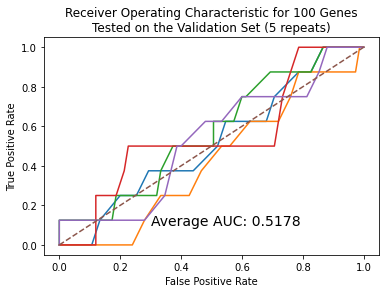 Receiver Operating Characteristic for 100 Genes
Tested on the Validation Set (5 repeats)
True Positive Rate
1.0
0.8
0.6
0.4
0.2
0.0
Average AUC: 0.5178
0.0 0.2 0.4 0.6 0.8 1.0
False Positive Rate